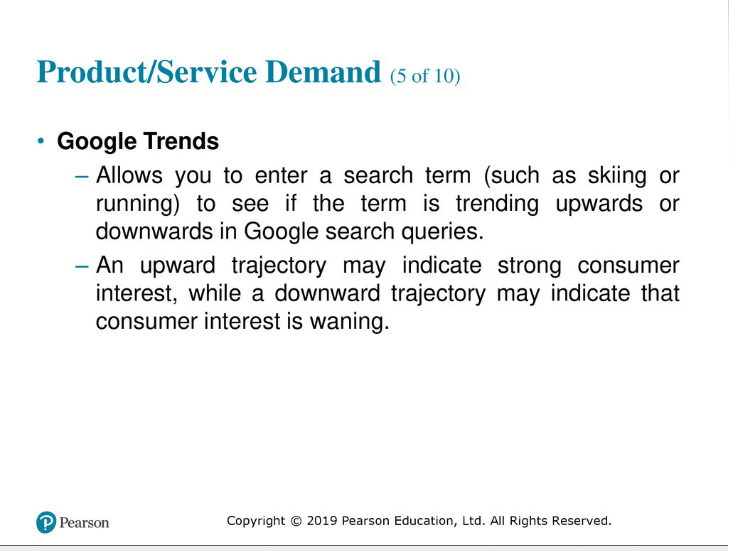 Product/Service Demand (5 of 10)
• Google Trends
– Allows you to enter a search term (such as skiing or
running) to see if the term is trending upwards or
downwards in Google search queries.
– An upward trajectory may indicate strong consumer
interest, while a downward trajectory may indicate that
consumer interest is waning.
Pearson
Copyright © 2019 Pearson Education, Ltd. All Rights Reserved.